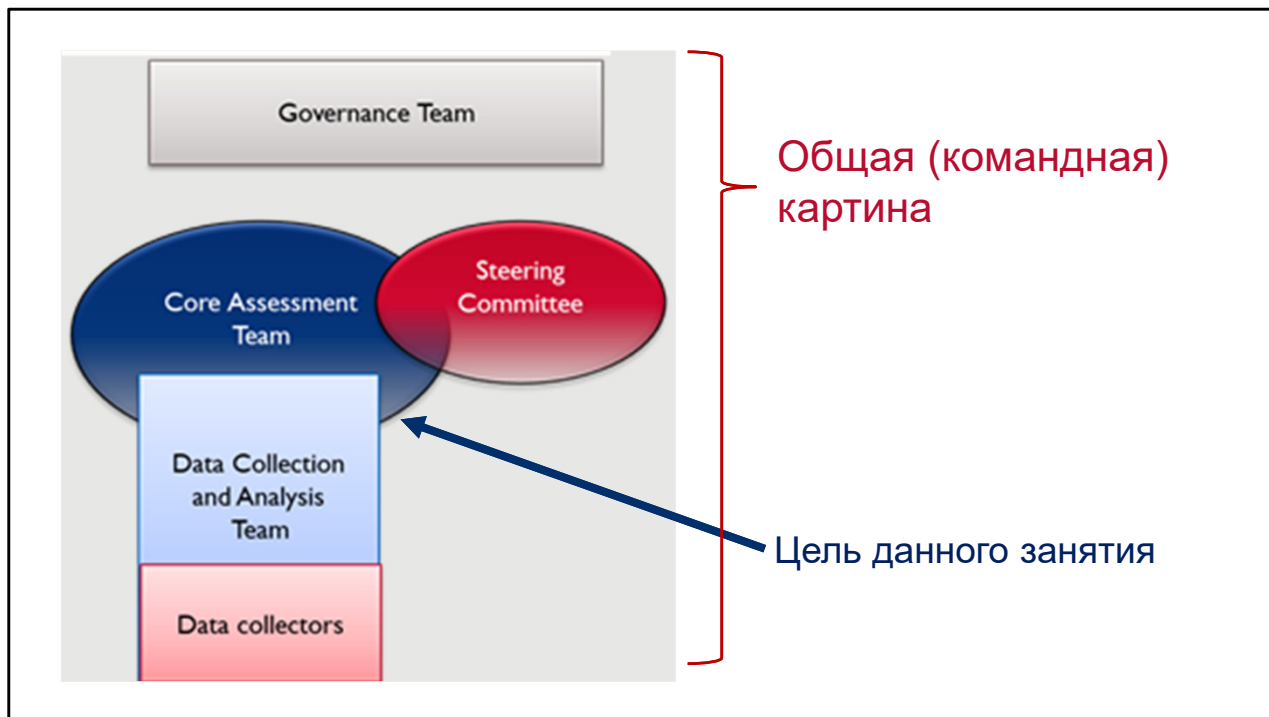 Governance Team
Общая (командная)
картина
Steering
Committee
Core Assessment
Team
Data Collection
and Analysis
Team
Цель данного занятия
Data collectors